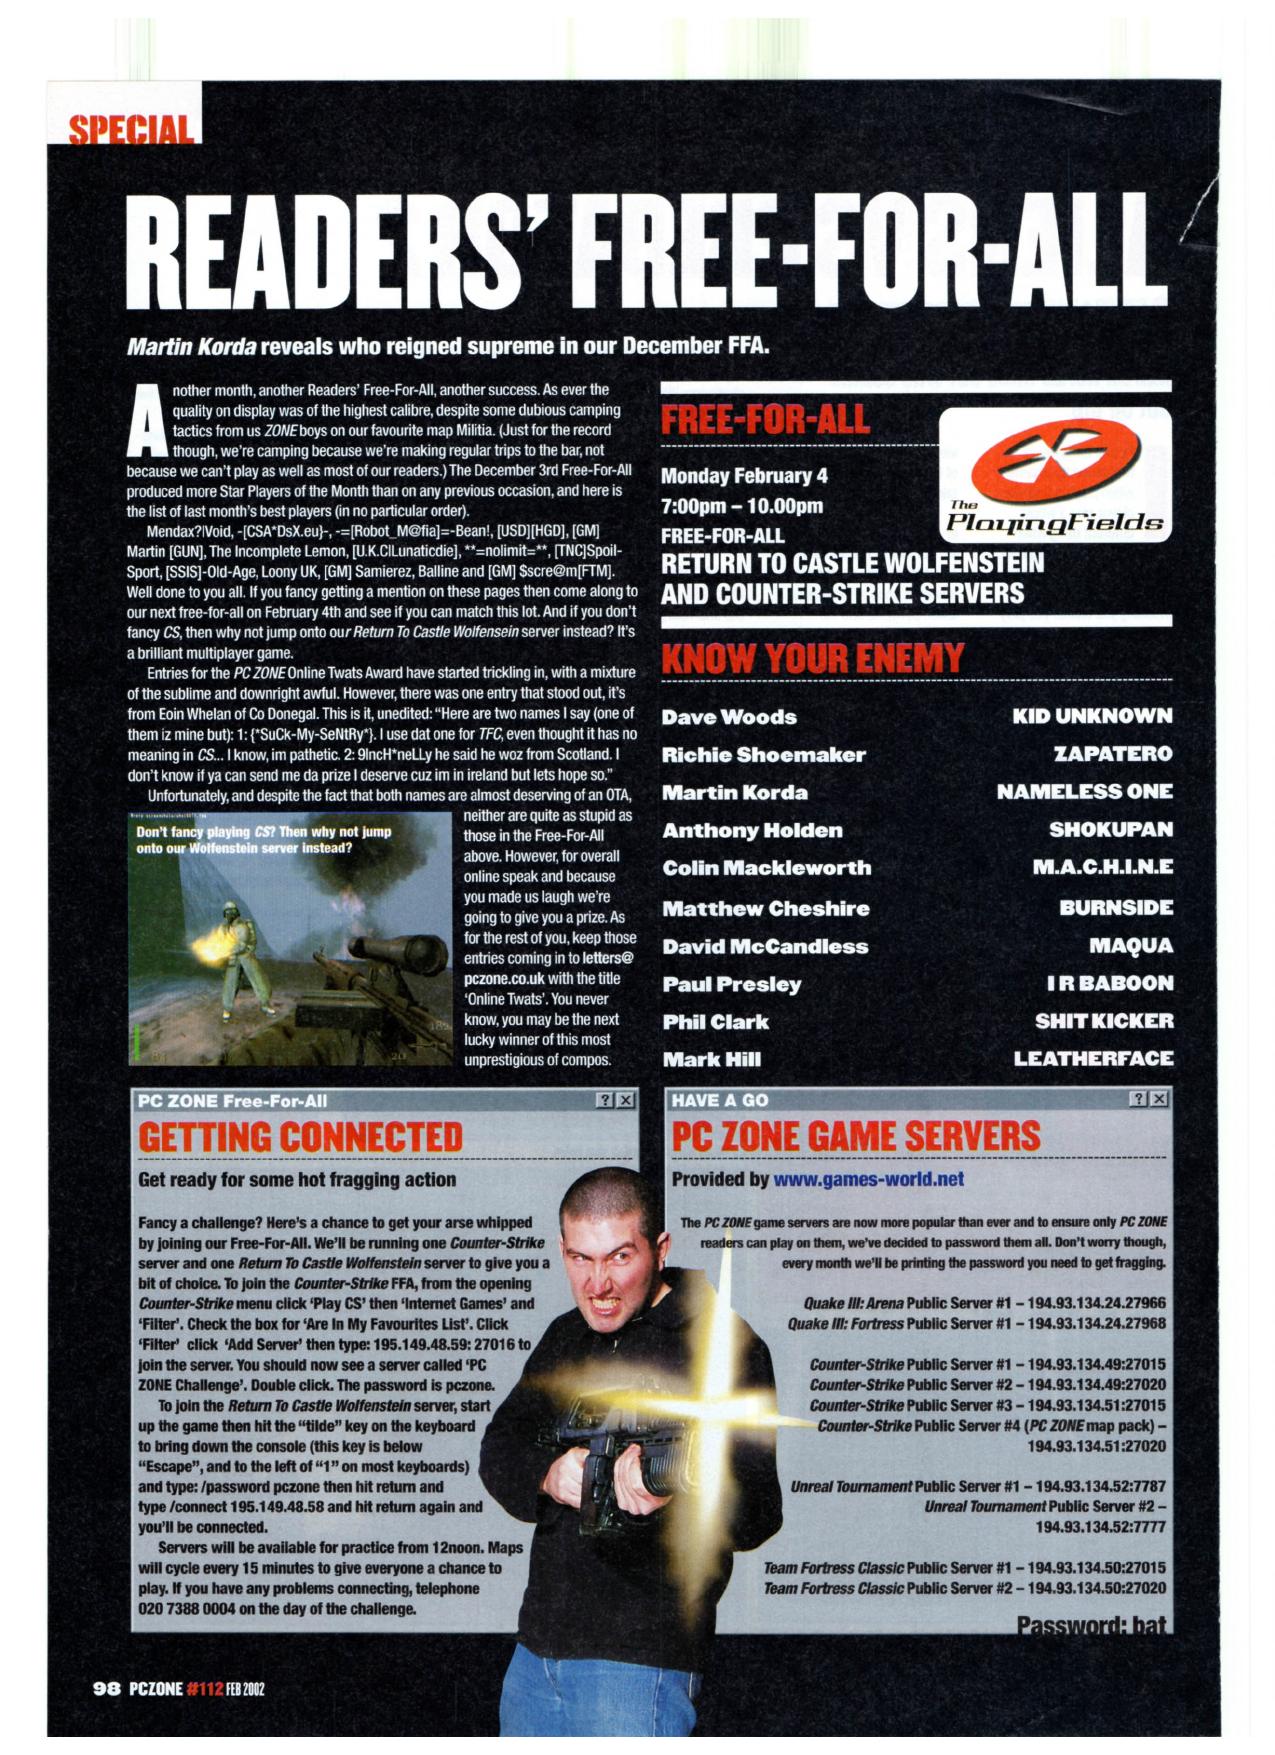 SPECIAL
READERS' FREE-FOR-ALL
Martin Korda reveals who reigned supreme in our December FFA.
Another month, another Readers' Free-For-All, another success. As ever the
quality on display was of the highest calibre, despite some dubious camping
tactics from us ZONE boys on our favourite map Militia. (Just for the record
though, we're camping because we're making regular trips to the bar, not
because we can't play as well as most of our readers.) The December 3rd Free-For-All
produced more Star Players of the Month than on any previous occasion, and here is
the list of last month's best players (in no particular order).
Mendax?!Void, -[CSA*DsX.eu}-, -=[Robot_M@fia]=-Bean!, [USD][HGD], [GM]
Martin [GUN], The Incomplete Lemon, [U.K.C|Lunaticdie], **=nolimit=**, [TNC]Spoil-
Sport, [SSIS]-Old-Age, Loony UK, [GM] Samierez, Balline and [GM] $scre@m[FTM].
Well done to you all. If you fancy getting a mention on these pages then come along to
our next free-for-all on February 4th and see if you can match this lot. And if you don't
fancy CS, then why not jump onto our Return To Castle Wolfensein server instead? It's
a brilliant multiplayer game.
Entries for the PC ZONE Online Twats Award have started trickling in, with a mixture
of the sublime and downright awful. However, there was one entry that stood out, it's
from Eoin Whelan of Co Donegal. This is it, unedited: "Here are two names I say (one of
them iz mine but): 1: {*SuCk-My-SeNtRy*}. I use dat one for TFC, even thought it has no
meaning in CS... I know, im pathetic. 2: 9IncH*neLLy he said he woz from Scotland. I
don't know if ya can send me da prize I deserve cuz im in ireland but lets hope so."
Unfortunately, and despite the fact that both names are almost deserving of an OTA,
neither are quite as stupid as
those in the Free-For-All
above. However, for overall
online speak and because
you made us laugh we're
going to give you a prize. As
for the rest of you, keep those
entries coming in to letters@
pczone.co.uk with the title
'Online Twats'. You never
know, you may be the next
lucky winner of this most
unprestigious of compos.
Don't fancy playing CS? Then why not jump
onto our Wolfenstein server instead?
FREE-FOR-ALL
Monday February 4
7:00pm – 10.00pm
FREE-FOR-ALL
RETURN TO CASTLE WOLFENSTEIN
AND COUNTER-STRIKE SERVERS
The
PlayingFields
KNOW YOUR ENEMY
Dave Woods KID UNKNOWN
Richie Shoemaker ZAPATERO
Martin Korda NAMELESS ONE
Anthony Holden SHOKUPAN
Colin Mackleworth M.A.C.H.I.N.E
Matthew Cheshire BURNSIDE
David McCandless MAQUA
Paul Presley I R BABOON
Phil Clark SHIT KICKER
Mark Hill LEATHERFACE
PC ZONE Free-For-All
GETTING CONNECTED
Get ready for some hot fragging action
Fancy a challenge? Here's a chance to get your arse whipped
by joining our Free-For-All. We'll be running one Counter-Strike
server and one Return To Castle Wolfenstein server to give you a
bit of choice. To join the Counter-Strike FFA, from the opening
Counter-Strike menu click 'Play CS' then 'Internet Games' and
'Filter'. Check the box for 'Are In My Favourites List'. Click
'Filter' click 'Add Server' then type: 195.149.48.59: 27016 to
join the server. You should now see a server called 'PC
ZONE Challenge'. Double click. The password is pczone.
To join the Return To Castle Wolfenstein server, start
up the game then hit the "tilde" key on the keyboard
to bring down the console (this key is below
"Escape", and to the left of "1" on most keyboards)
and type: /password pczone then hit return and
type /connect 195.149.48.58 and hit return again and
you'll be connected.
Servers will be available for practice from 12noon. Maps
will cycle every 15 minutes to give everyone a chance to
play. If you have any problems connecting, telephone
020 7388 0004 on the day of the challenge.
HAVE A GO
PC ZONE GAME SERVERS
Provided by www.games-world.net
The PC ZONE game servers are now more popular than ever and to ensure only PC ZONE
readers can play on them, we've decided to password them all. Don't worry though,
every month we'll be printing the password you need to get fragging.
Quake III: Arena Public Server #1 – 194.93.134.24.27966
Quake III: Fortress Public Server #1 – 194.93.134.24.27968
Counter-Strike Public Server #1 – 194.93.134.49:27015
Counter-Strike Public Server #2 – 194.93.134.49:27020
Counter-Strike Public Server #3 – 194.93.134.51:27015
Counter-Strike Public Server #4 (PC ZONE map pack) –
194.93.134.51:27020
Unreal Tournament Public Server #1 – 194.93.134.52:7787
Unreal Tournament Public Server #2 –
194.93.134.52:7777
Team Fortress Classic Public Server #1 – 194.93.134.50:27015
Team Fortress Classic Public Server #2 – 194.93.134.50:27020
Password: bat
98 PCZONE #112 FEB 2002